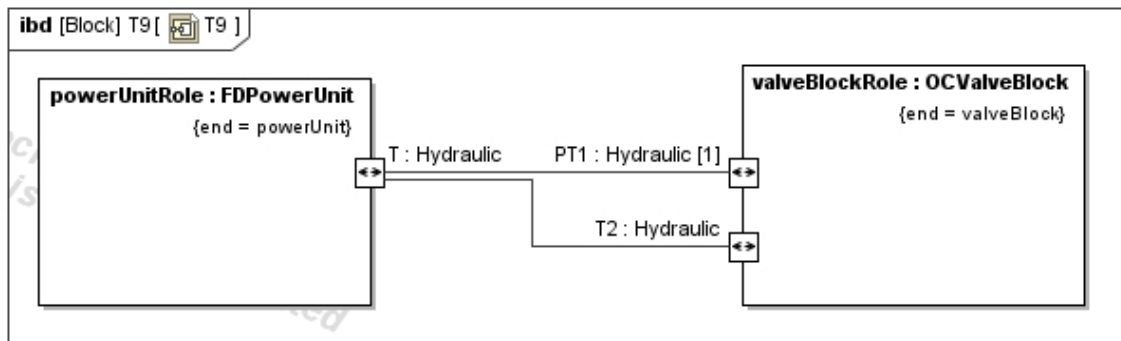 ibd [Block] T9 [ T9 ]
powerUnitRole : FDPowerUnit
{end = powerUnit}
valveBlockRole : OCValveBlock
{end = valveBlock}
T : Hydraulic
PT1 : Hydraulic [1]
T2 : Hydraulic